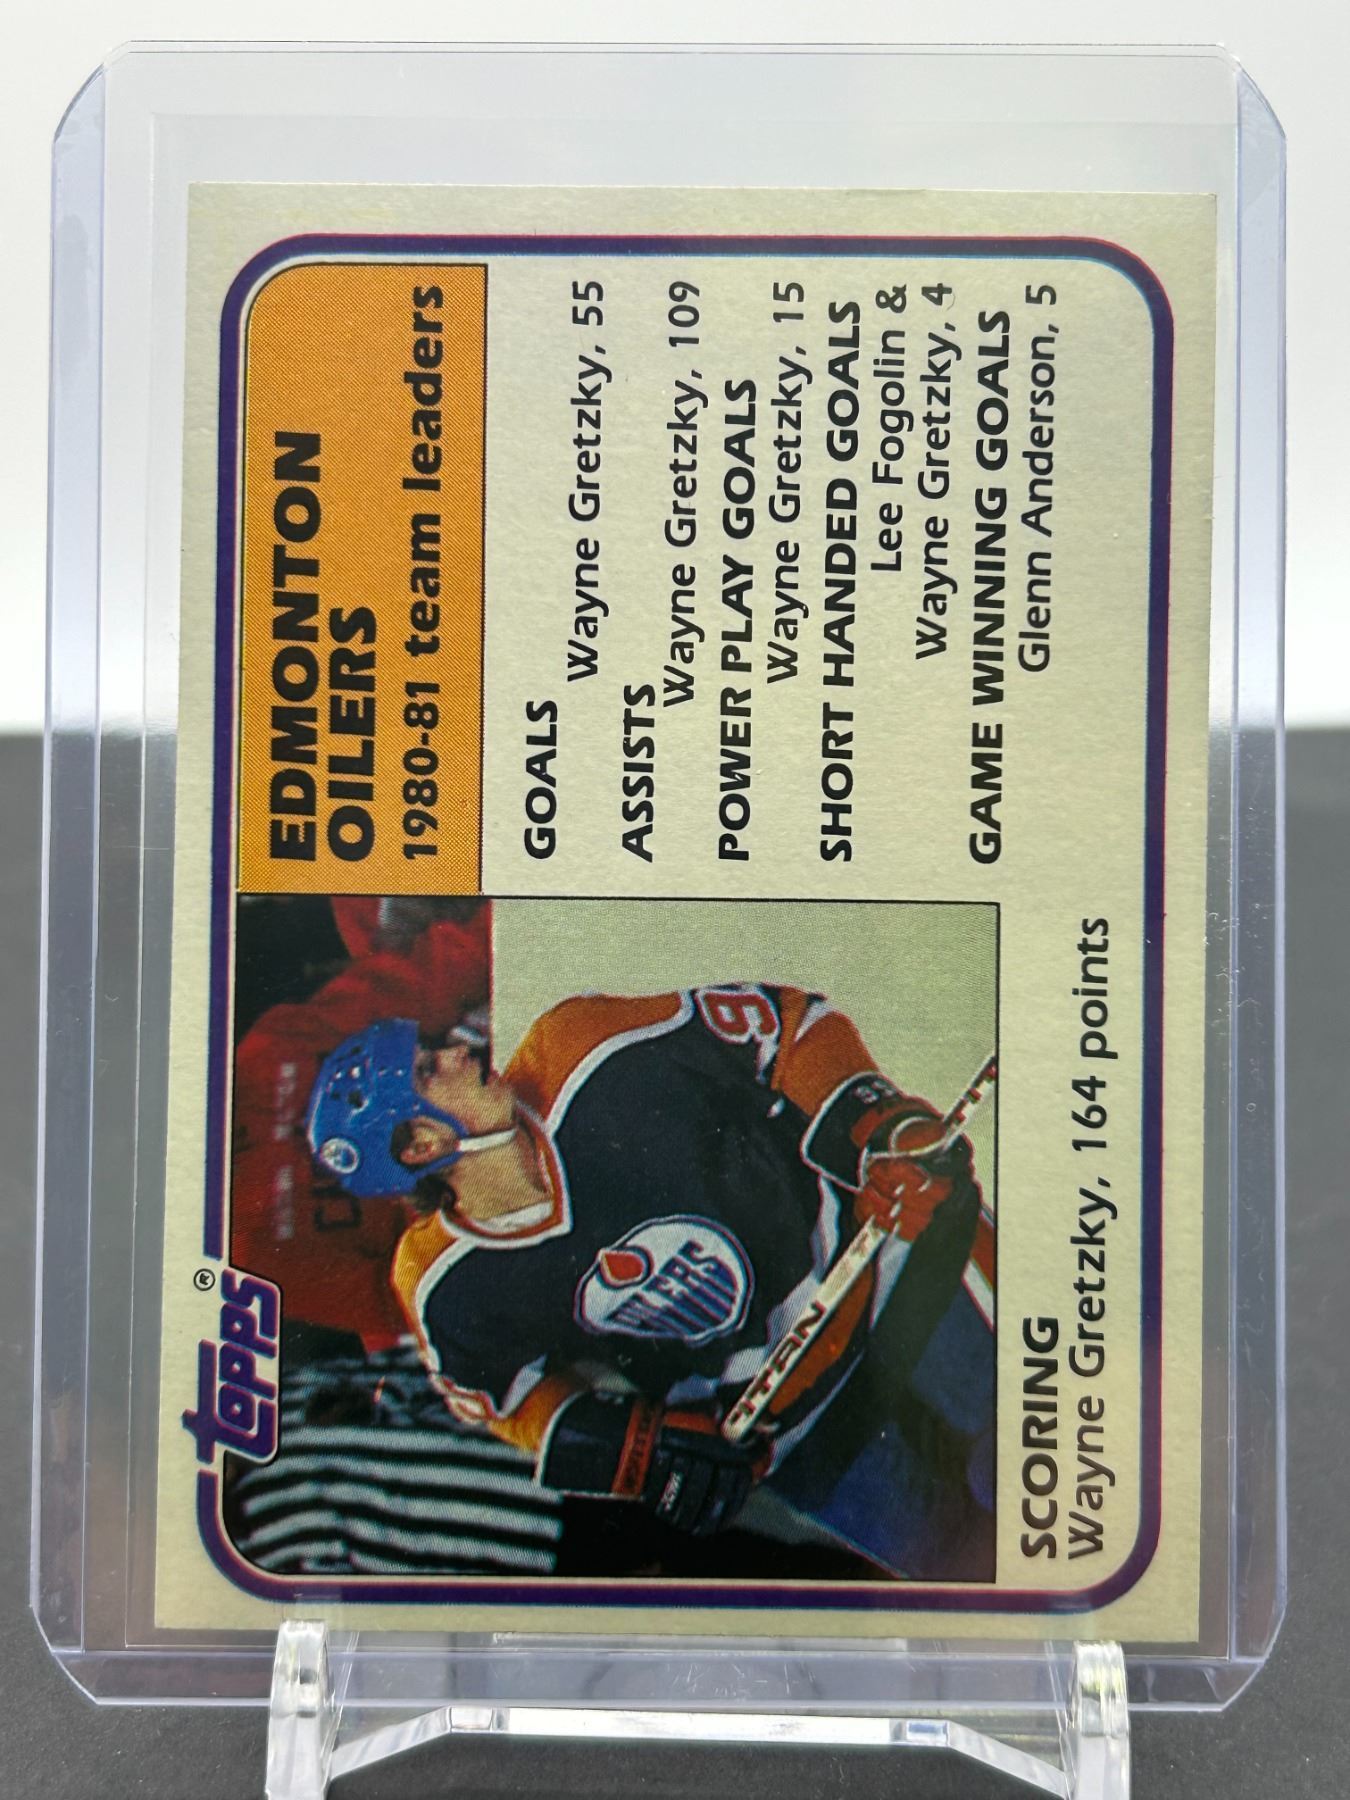 Topps®
EDMONTON
OILERS
1980-81 team leaders
GOALS
Wayne Gretzky, 55
ASSISTS
Wayne Gretzky, 109
POWER PLAY GOALS
Wayne Gretzky, 15
SHORT HANDED GOALS
Lee Fogolin &
Wayne Gretzky, 4
GAME WINNING GOALS
Glenn Anderson, 5
OILERS
TITAN
SCORING
Wayne Gretzky, 164 points